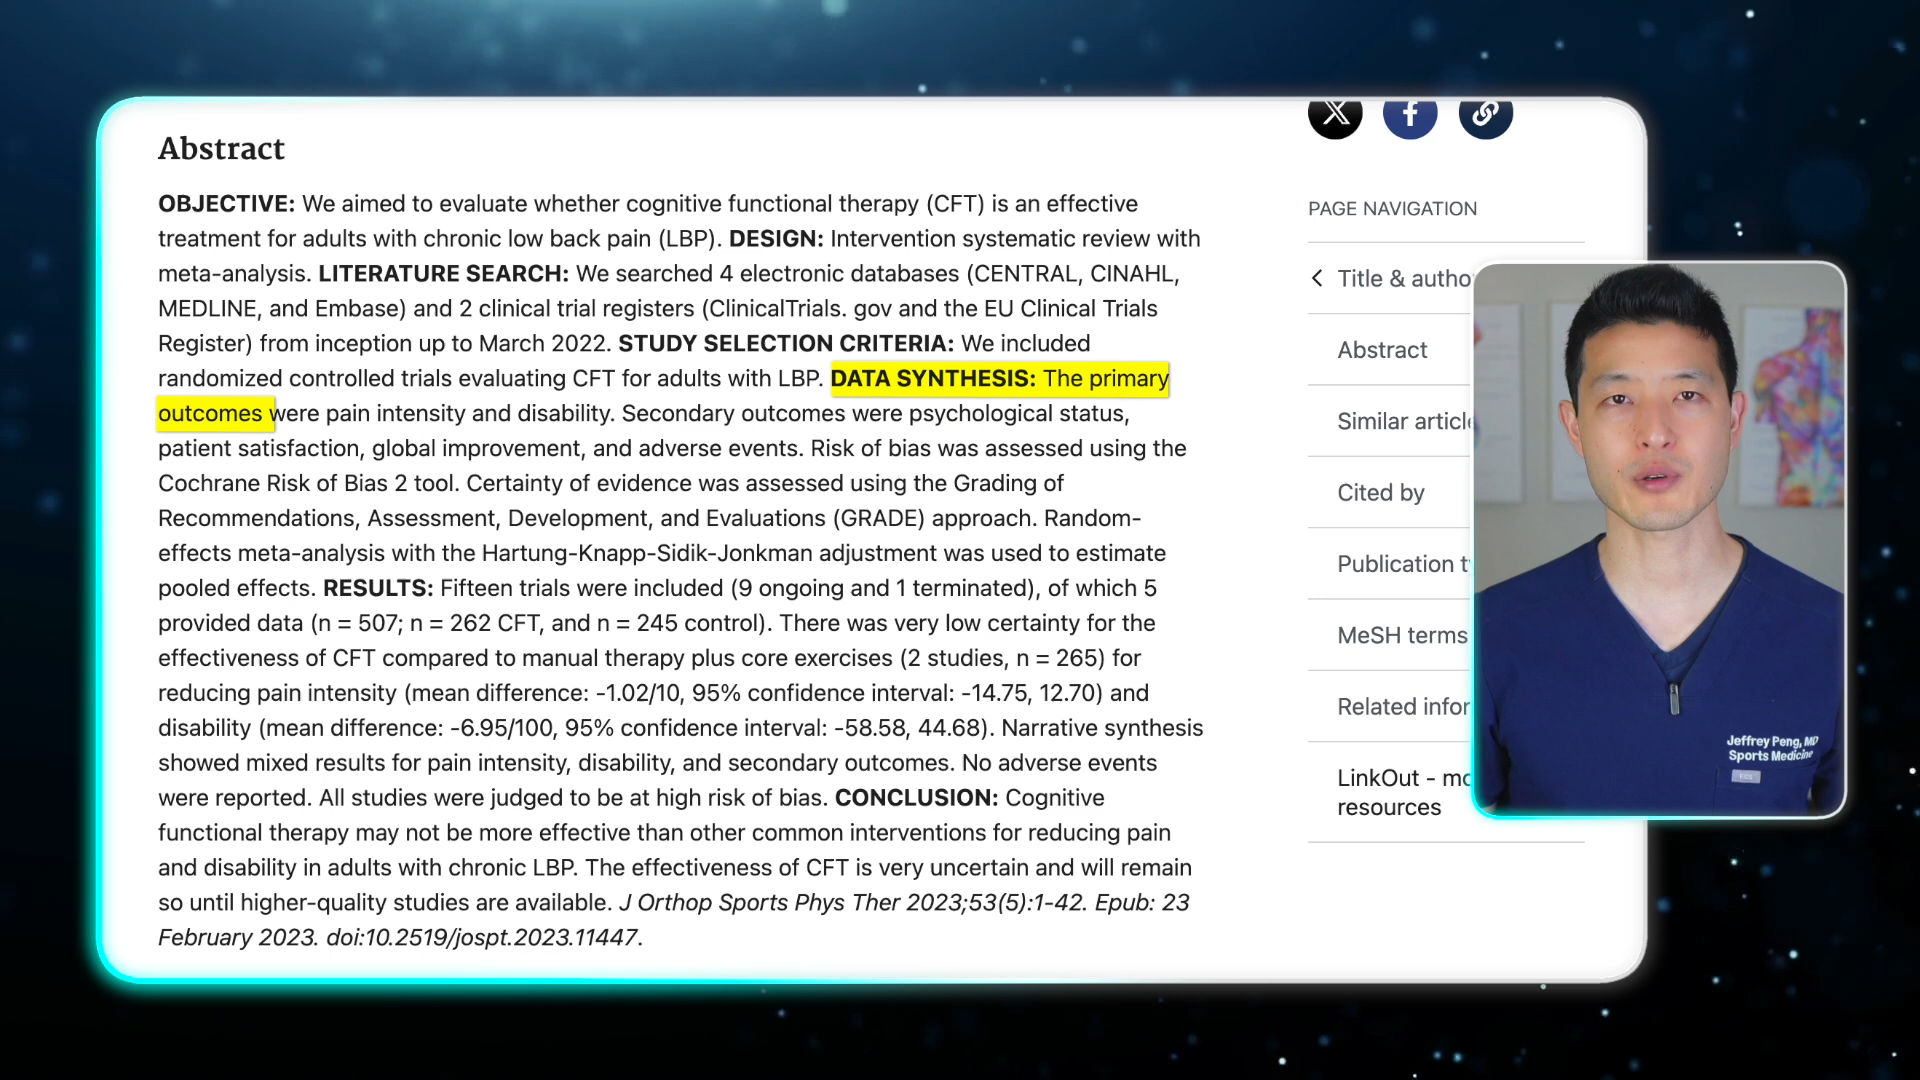 Abstract
OBJECTIVE: We aimed to evaluate whether cognitive functional therapy (CFT) is an effective
treatment for adults with chronic low back pain (LBP). DESIGN: Intervention systematic review with
meta-analysis. LITERATURE SEARCH: We searched 4 electronic databases (CENTRAL, CINAHL,
MEDLINE, and Embase) and 2 clinical trial registers (ClinicalTrials. gov and the EU Clinical Trials
Register) from inception up to March 2022. STUDY SELECTION CRITERIA: We included
randomized controlled trials evaluating CFT for adults with LBP. DATA SYNTHESIS: The primary
outcomes were pain intensity and disability. Secondary outcomes were psychological status,
patient satisfaction, global improvement, and adverse events. Risk of bias was assessed using the
Cochrane Risk of Bias 2 tool. Certainty of evidence was assessed using the Grading of
Recommendations, Assessment, Development, and Evaluations (GRADE) approach. Random-
effects meta-analysis with the Hartung-Knapp-Sidik-Jonkman adjustment was used to estimate
pooled effects. RESULTS: Fifteen trials were included (9 ongoing and 1 terminated), of which 5
provided data (n = 507; n = 262 CFT, and n = 245 control). There was very low certainty for the
effectiveness of CFT compared to manual therapy plus core exercises (2 studies, n = 265) for
reducing pain intensity (mean difference: -1.02/10, 95% confidence interval: -14.75, 12.70) and
disability (mean difference: -6.95/100, 95% confidence interval: -58.58, 44.68). Narrative synthesis
showed mixed results for pain intensity, disability, and secondary outcomes. No adverse events
were reported. All studies were judged to be at high risk of bias. CONCLUSION: Cognitive
functional therapy may not be more effective than other common interventions for reducing pain
and disability in adults with chronic LBP. The effectiveness of CFT is very uncertain and will remain
so until higher-quality studies are available. J Orthop Sports Phys Ther 2023;53(5):1-42. Epub: 23
February 2023. doi:10.2519/jospt.2023.11447.
PAGE NAVIGATION
Title & autho
Abstract
Similar article
Cited by
Publication t
MeSH terms
Related infor
LinkOut - mo
resources
Jeffrey Peng, MD
Sports Medicine